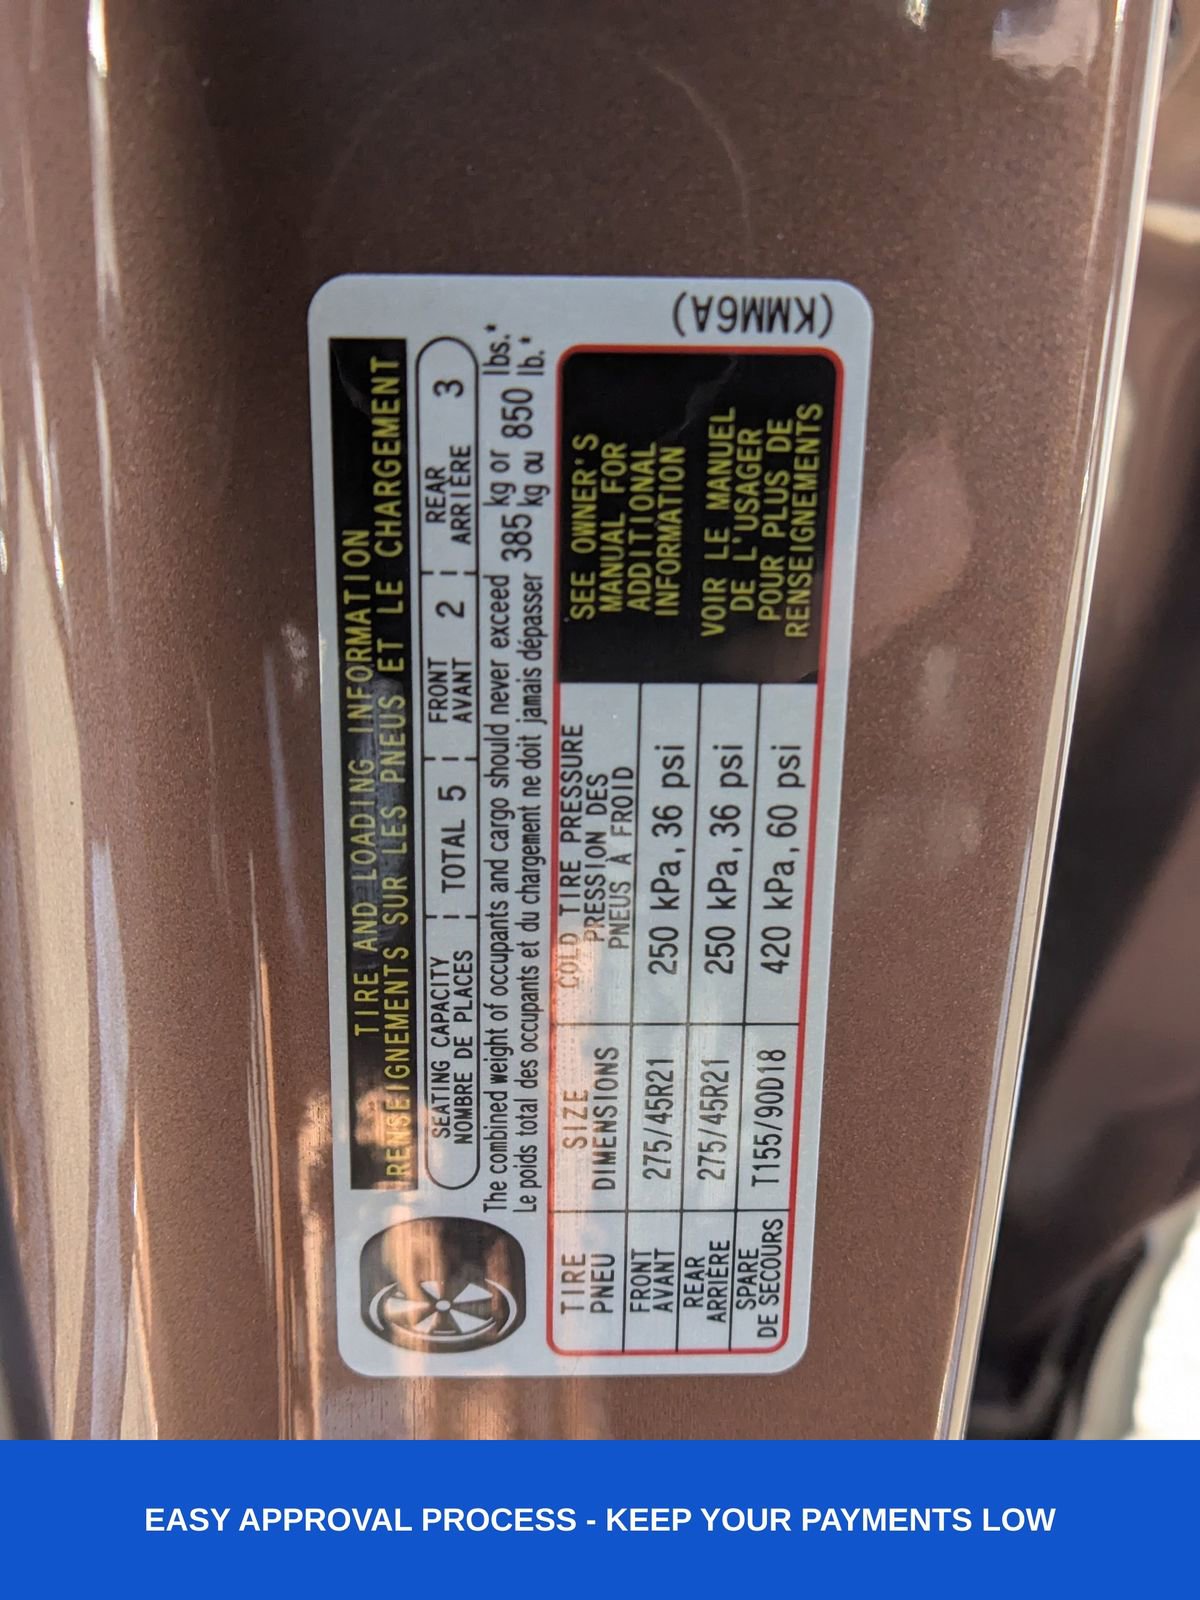 TIRE AND LOADING INFORMATION
RENSEIGNEMENTS SUR LES PNEUS ET LE CHARGEMENT
SEATING CAPACITY
NOMBRE DE PLACES
TOTAL 5
FRONT
AVANT
2
REAR
ARRIÈRE
3
The combined weight of occupants and cargo should never exceed 385 kg or 850 lbs.*
Le poids total des occupants et du chargement ne doit jamais dépasser 385 kg ou 850 lb.*
TIRE
PNEU
SIZE
DIMENSIONS
COLD TIRE PRESSURE
PRESSION DES
PNEUS À FROID
FRONT
AVANT
275/45R21
250 kPa, 36 psi
REAR
ARRIÈRE
275/45R21
250 kPa, 36 psi
SPARE
DE SECOURS
T155/90D18
420 kPa, 60 psi
SEE OWNER'S
MANUAL FOR
ADDITIONAL
INFORMATION
VOIR LE MANUEL
DE L'USAGER
POUR PLUS DE
RENSEIGNEMENTS
(KMM6A)
EASY APPROVAL PROCESS - KEEP YOUR PAYMENTS LOW